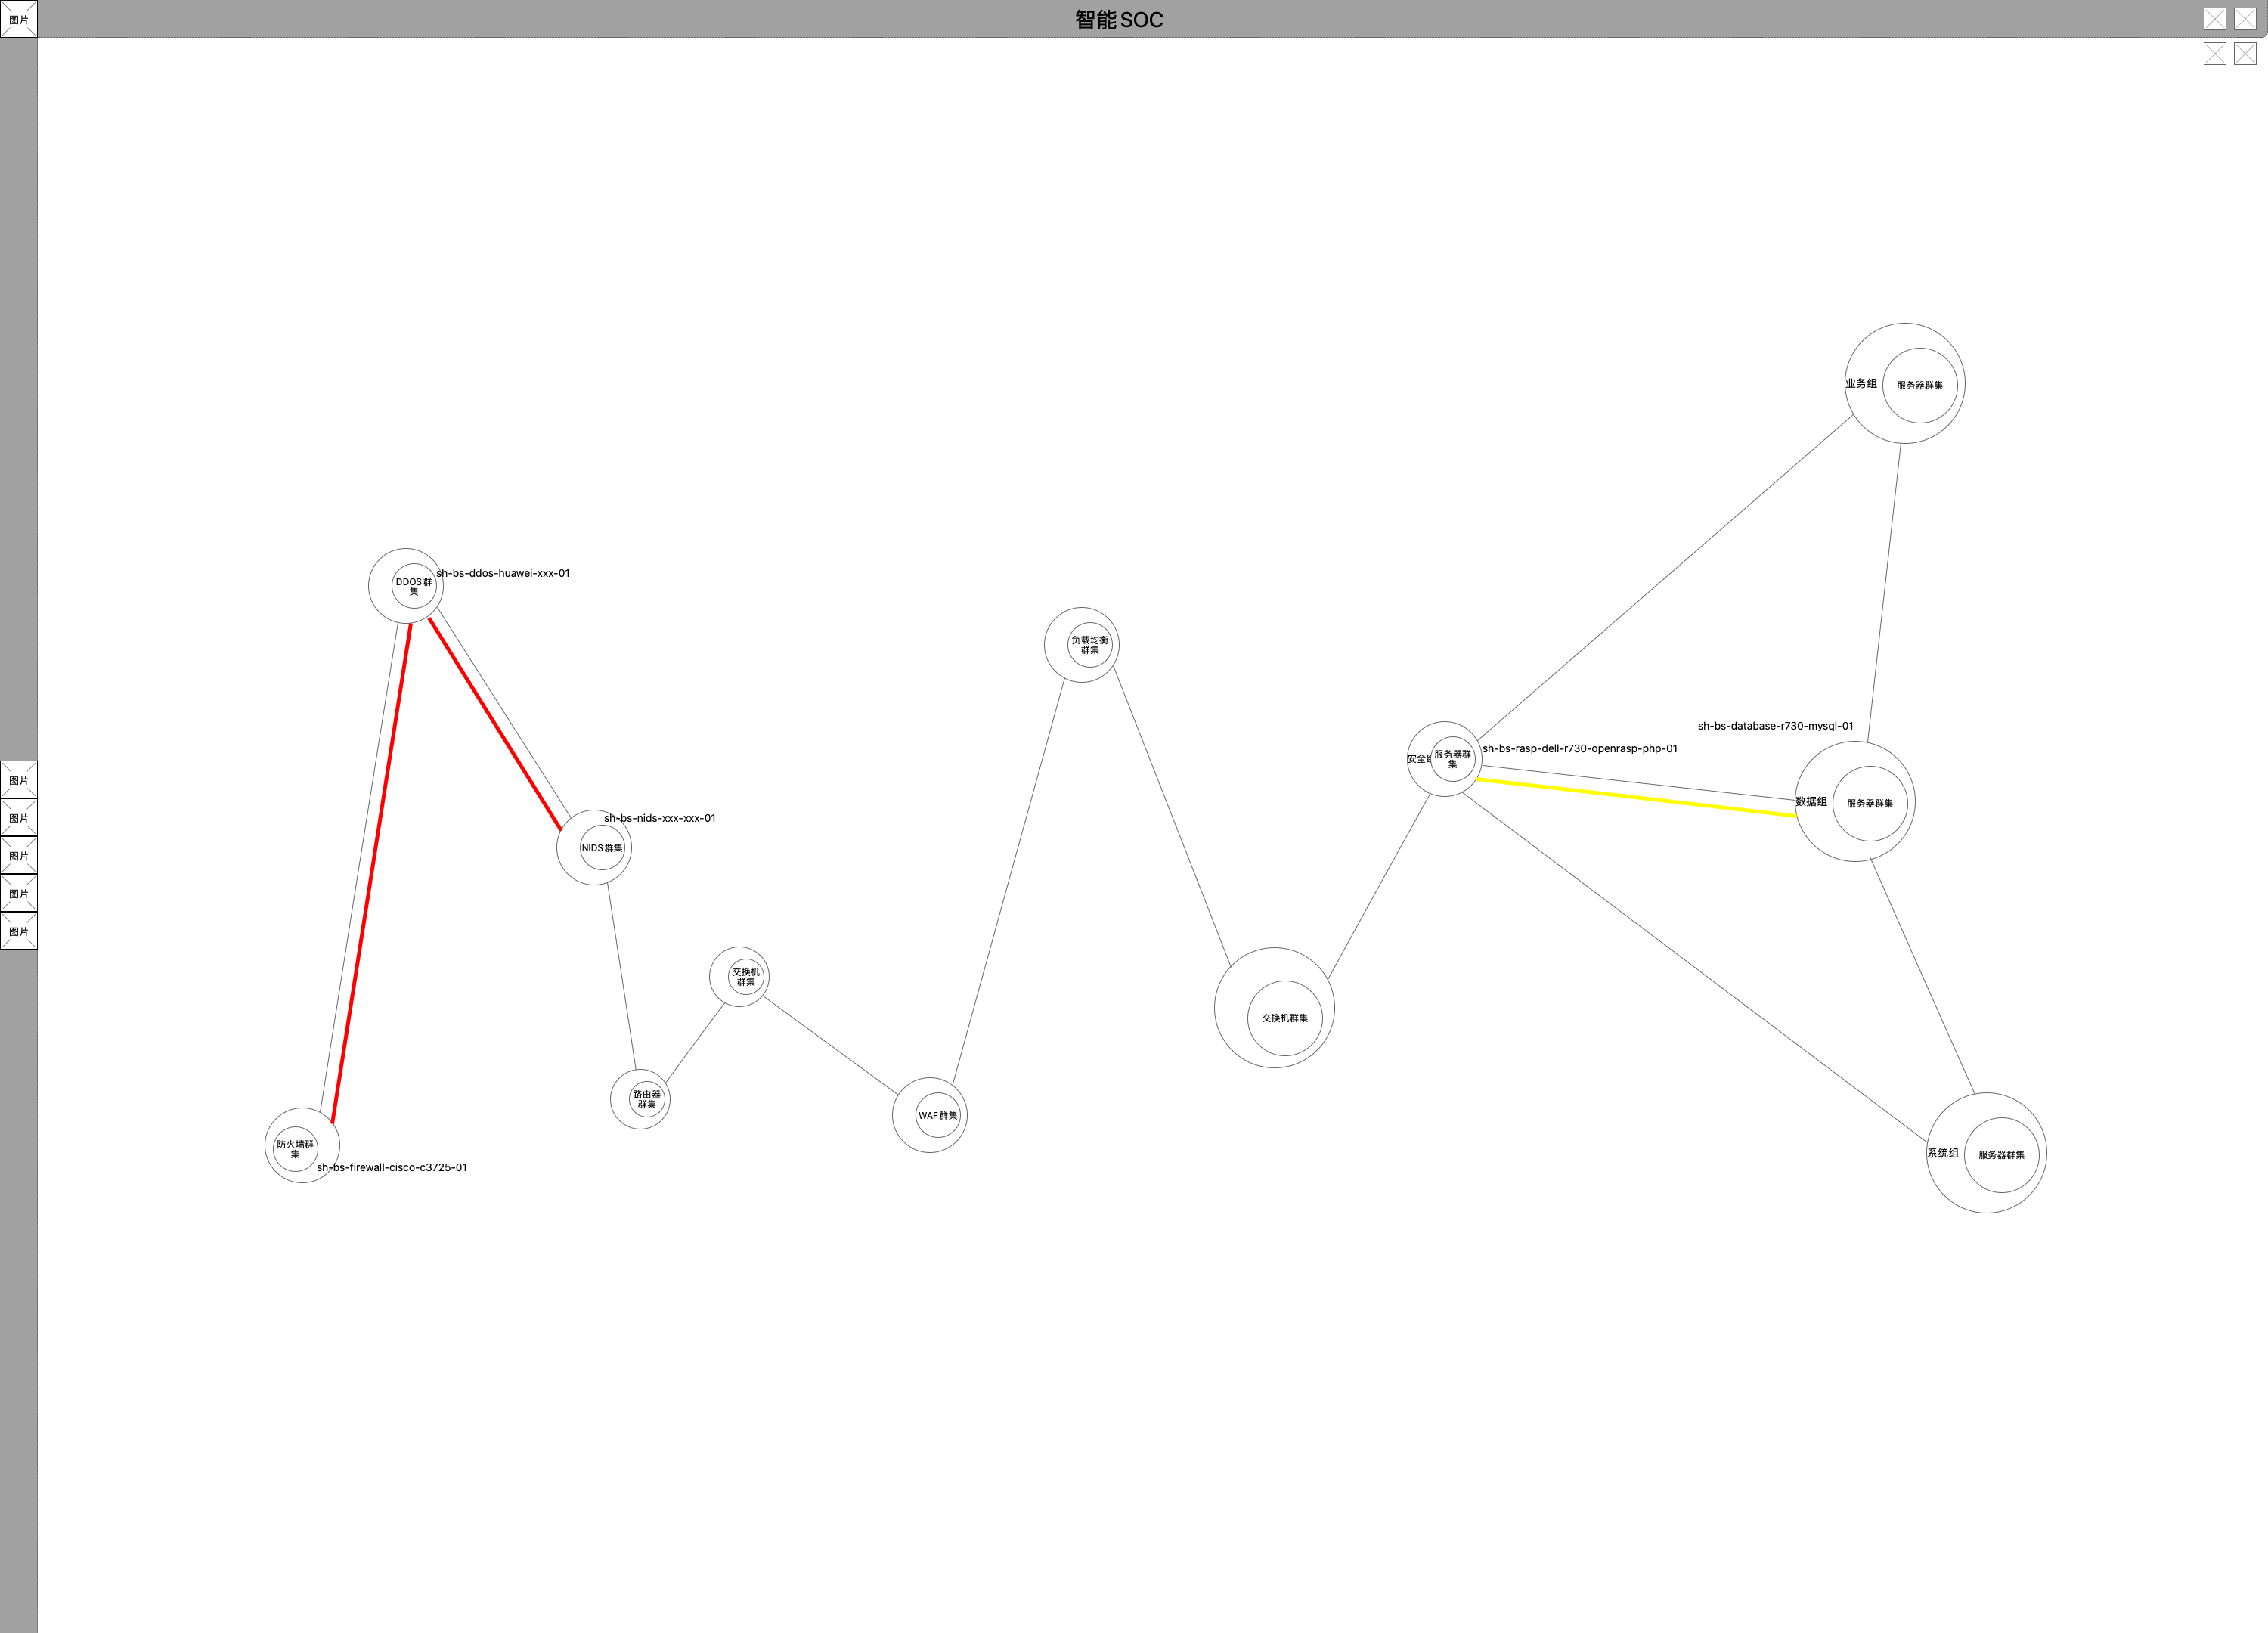 图片
智能SOC
业务组
服务器群集
DDOS群
集
sh-bs-ddos-huawei-xxx-01
负载均衡
群集
sh-bs-database-r730-mysql-01
sh-bs-rasp-dell-r730-openrasp-php-01
安全
服务器群
集
数据组
服务器群集
图片
图片
图片
图片
图片
sh-bs-nids-xxx-xxx-01
NIDS群集
交换机
群集
交换机群集
路由器
群集
WAF群集
防火墙群
集
sh-bs-firewall-cisco-c3725-01
系统组
服务器群集